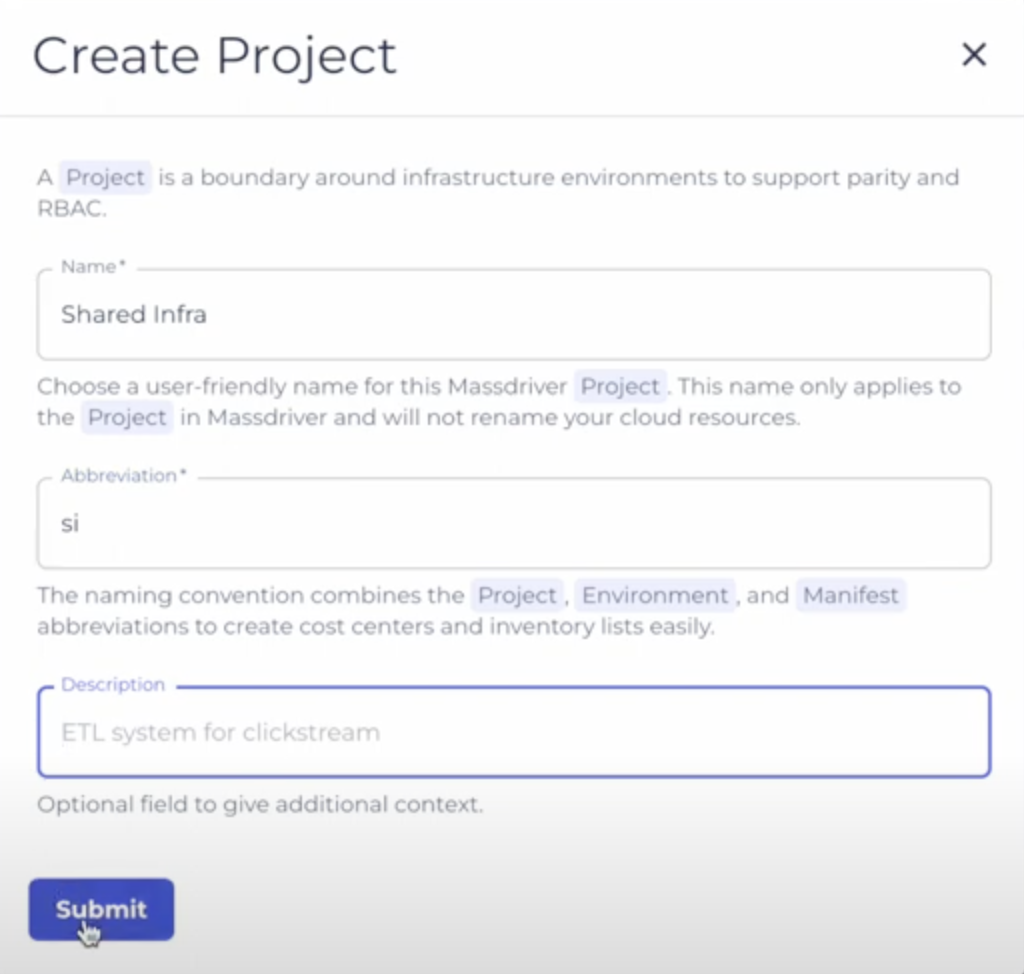 Create Project
A Project is a boundary around infrastructure environments to support parity and
RBAC.
Name*
Shared Infra
Choose a user-friendly name for this Massdriver Project. This name only applies to
the Project in Massdriver and will not rename your cloud resources.
Abbreviation*
si
The naming convention combines the Project, Environment, and Manifest
abbreviations to create cost centers and inventory lists easily.
Description
ETL system for clickstream
Optional field to give additional context.
Submit